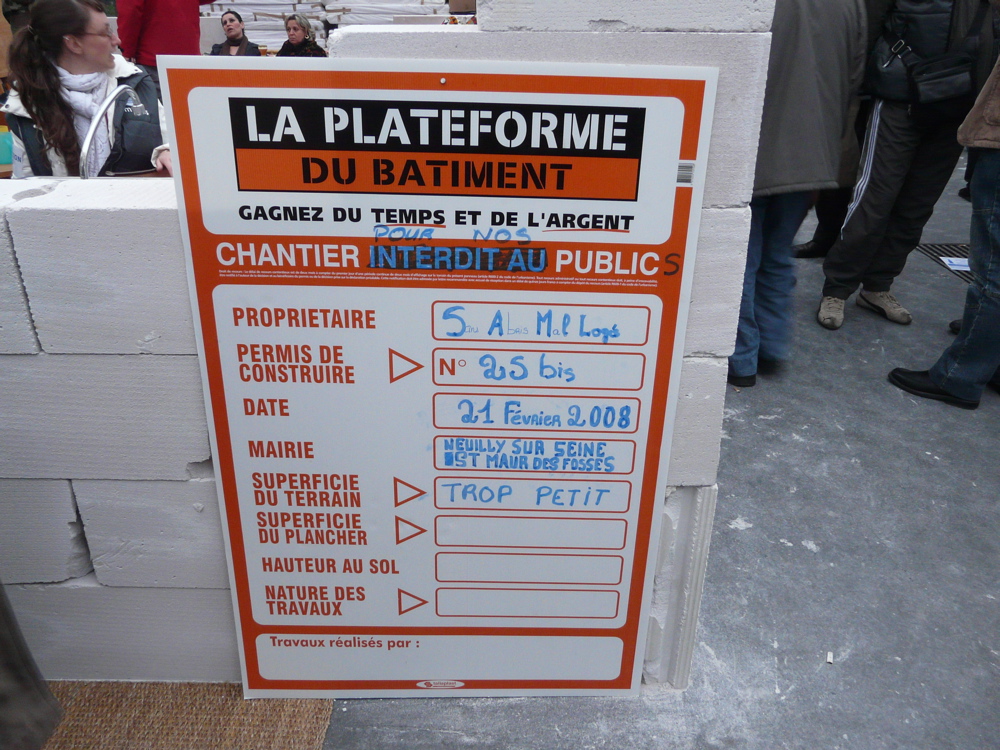 LA PLATEFORME
DU BATIMENT
GAGNEZ DU TEMPS ET DE L'ARGENT
POUR NOS
CHANTIER INTERDIT AU PUBLICS
PROPRIETAIRE
Sans Abris Mal Logés
PERMIS DE
CONSTRUIRE
N° 25 bis
DATE
21 Février 2008
MAIRIE
NEUILLY SUR SEINE
ST MAUR DES FOSSES
SUPERFICIE
DU TERRAIN
TROP PETIT
SUPERFICIE
DU PLANCHER
HAUTEUR AU SOL
NATURE DES
TRAVAUX
Travaux réalisés par :